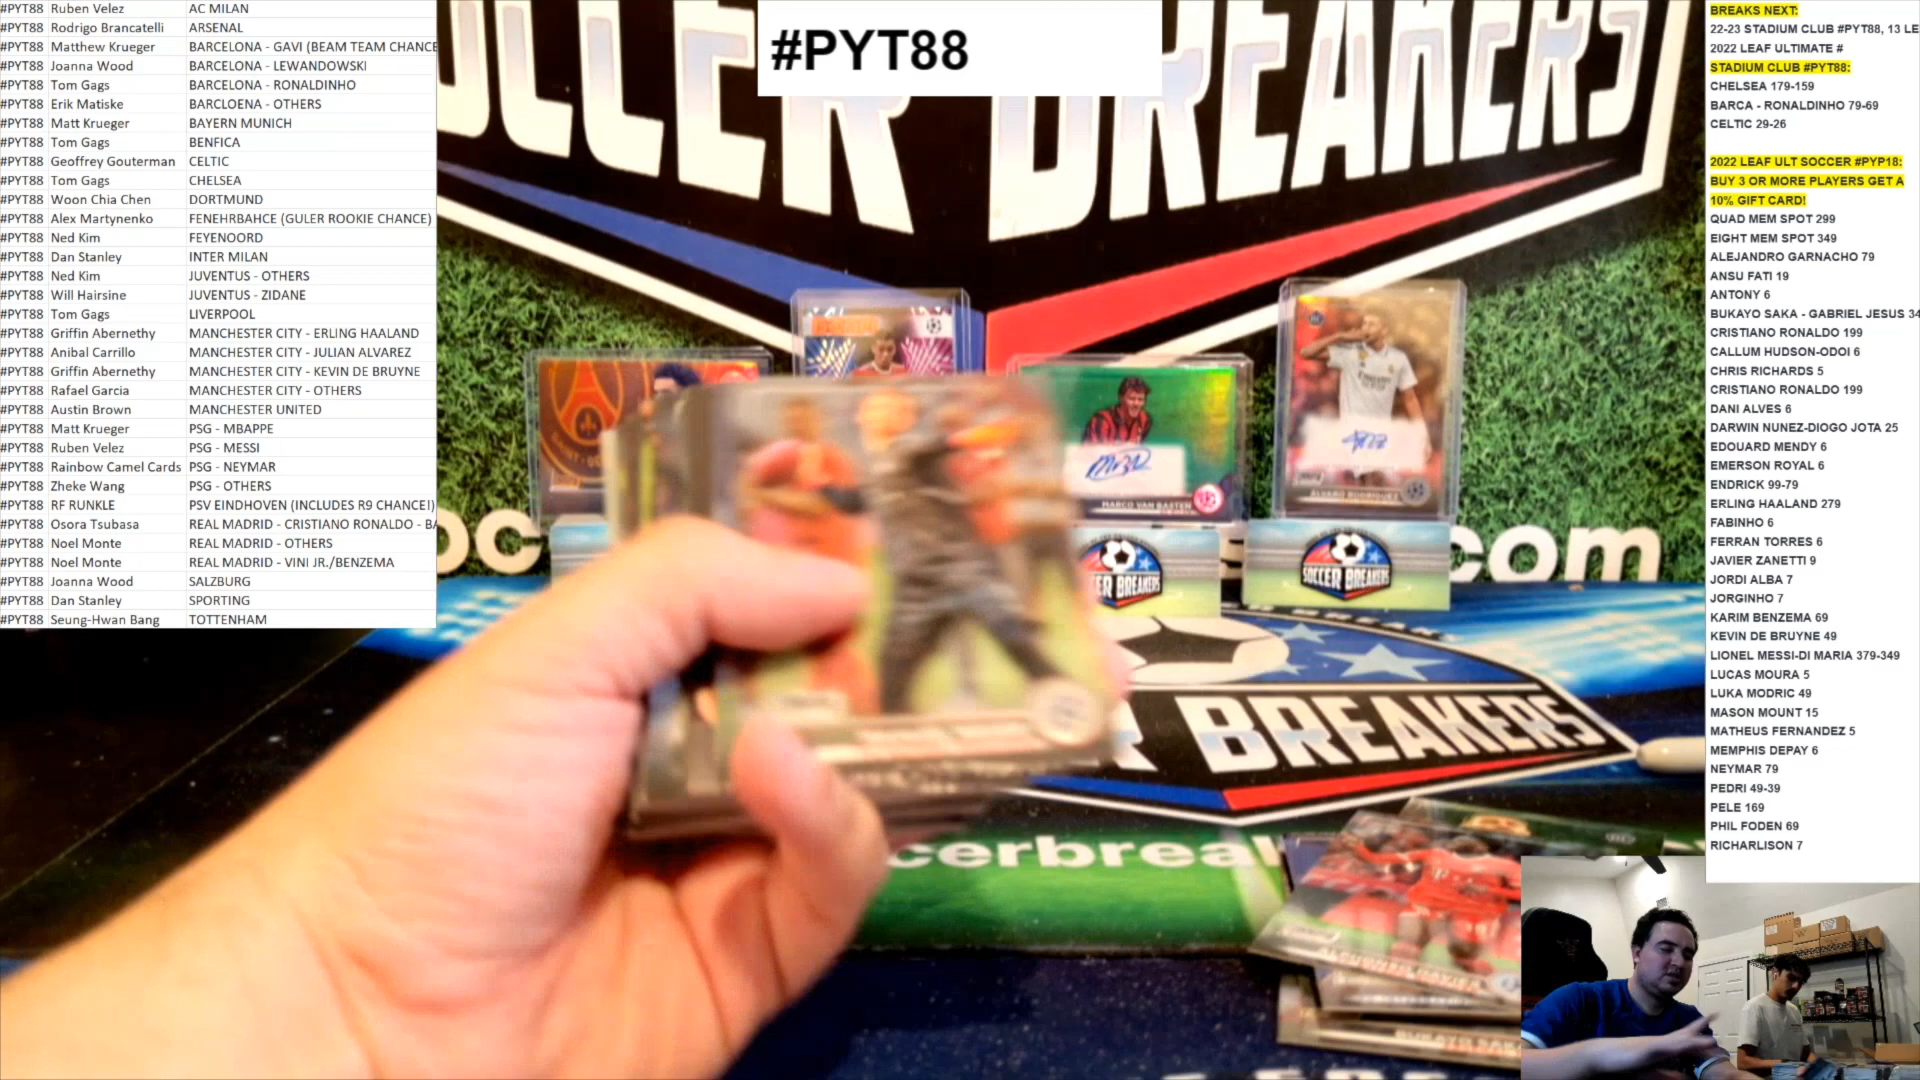 #PYT88 Ruben Velez AC MILAN
#PYT88 Rodrigo Brancatelli ARSENAL
#PYT88 Matthew Krueger BARCELONA - GAVI (BEAM TEAM CHANCE
#PYT88 Joanna Wood BARCELONA - LEWANDOWSKI
#PYT88 Tom Gags BARCELONA - RONALDINHO
#PYT88 Erik Matiske BARCLOENA - OTHERS
#PYT88 Matt Krueger BAYERN MUNICH
#PYT88 Tom Gags BENFICA
#PYT88 Geoffrey Gouterman CELTIC
#PYT88 Tom Gags CHELSEA
#PYT88 Woon Chia Chen DORTMUND
#PYT88 Alex Martynenko FENEHRBAHCE (GULER ROOKIE CHANCE)
#PYT88 Ned Kim FEYENOORD
#PYT88 Dan Stanley INTER MILAN
#PYT88 Ned Kim JUVENTUS - OTHERS
#PYT88 Will Hairsine JUVENTUS - ZIDANE
#PYT88 Tom Gags LIVERPOOL
#PYT88 Griffin Abernethy MANCHESTER CITY - ERLING HAALAND
#PYT88 Anibal Carrillo MANCHESTER CITY - JULIAN ALVAREZ
#PYT88 Griffin Abernethy MANCHESTER CITY - KEVIN DE BRUYNE
#PYT88 Rafael Garcia MANCHESTER CITY - OTHERS
#PYT88 Austin Brown MANCHESTER UNITED
#PYT88 Matt Krueger PSG - MBAPPE
#PYT88 Ruben Velez PSG - MESSI
#PYT88 Rainbow Camel Cards PSG - NEYMAR
#PYT88 Zheke Wang PSG - OTHERS
#PYT88 RF RUNKLE PSV EINDHOVEN (INCLUDES R9 CHANCE!)
#PYT88 Osora Tsubasa REAL MADRID - CRISTIANO RONALDO - BA
#PYT88 Noel Monte REAL MADRID - OTHERS
#PYT88 Noel Monte REAL MADRID - VINI JR./BENZEMA
#PYT88 Joanna Wood SALZBURG
#PYT88 Dan Stanley SPORTING
#PYT88 Seung-Hwan Bang TOTTENHAM
#PYT88
OCCER BREAKERS
MARCO VAN BASTEN
ALVARO RODRIGUEZ
.com
SOCCER BREAKERS
BREAKERS
cerbrea
BUKAYO SAKA
BREAKS NEXT:
22-23 STADIUM CLUB #PYT88, 13 LE
2022 LEAF ULTIMATE #
STADIUM CLUB #PYT88:
CHELSEA 179-159
BARCA - RONALDINHO 79-69
CELTIC 29-26
2022 LEAF ULT SOCCER #PYP18:
BUY 3 OR MORE PLAYERS GET A
10% GIFT CARD!
QUAD MEM SPOT 299
EIGHT MEM SPOT 349
ALEJANDRO GARNACHO 79
ANSU FATI 19
ANTONY 6
BUKAYO SAKA - GABRIEL JESUS 34
CRISTIANO RONALDO 199
CALLUM HUDSON-ODOI 6
CHRIS RICHARDS 5
CRISTIANO RONALDO 199
DANI ALVES 6
DARWIN NUNEZ-DIOGO JOTA 25
EDOUARD MENDY 6
EMERSON ROYAL 6
ENDRICK 99-79
ERLING HAALAND 279
FABINHO 6
FERRAN TORRES 6
JAVIER ZANETTI 9
JORDI ALBA 7
JORGINHO 7
KARIM BENZEMA 69
KEVIN DE BRUYNE 49
LIONEL MESSI-DI MARIA 379-349
LUCAS MOURA 5
LUKA MODRIC 49
MASON MOUNT 15
MATHEUS FERNANDEZ 5
MEMPHIS DEPAY 6
NEYMAR 79
PEDRI 49-39
PELE 169
PHIL FODEN 69
RICHARLISON 7